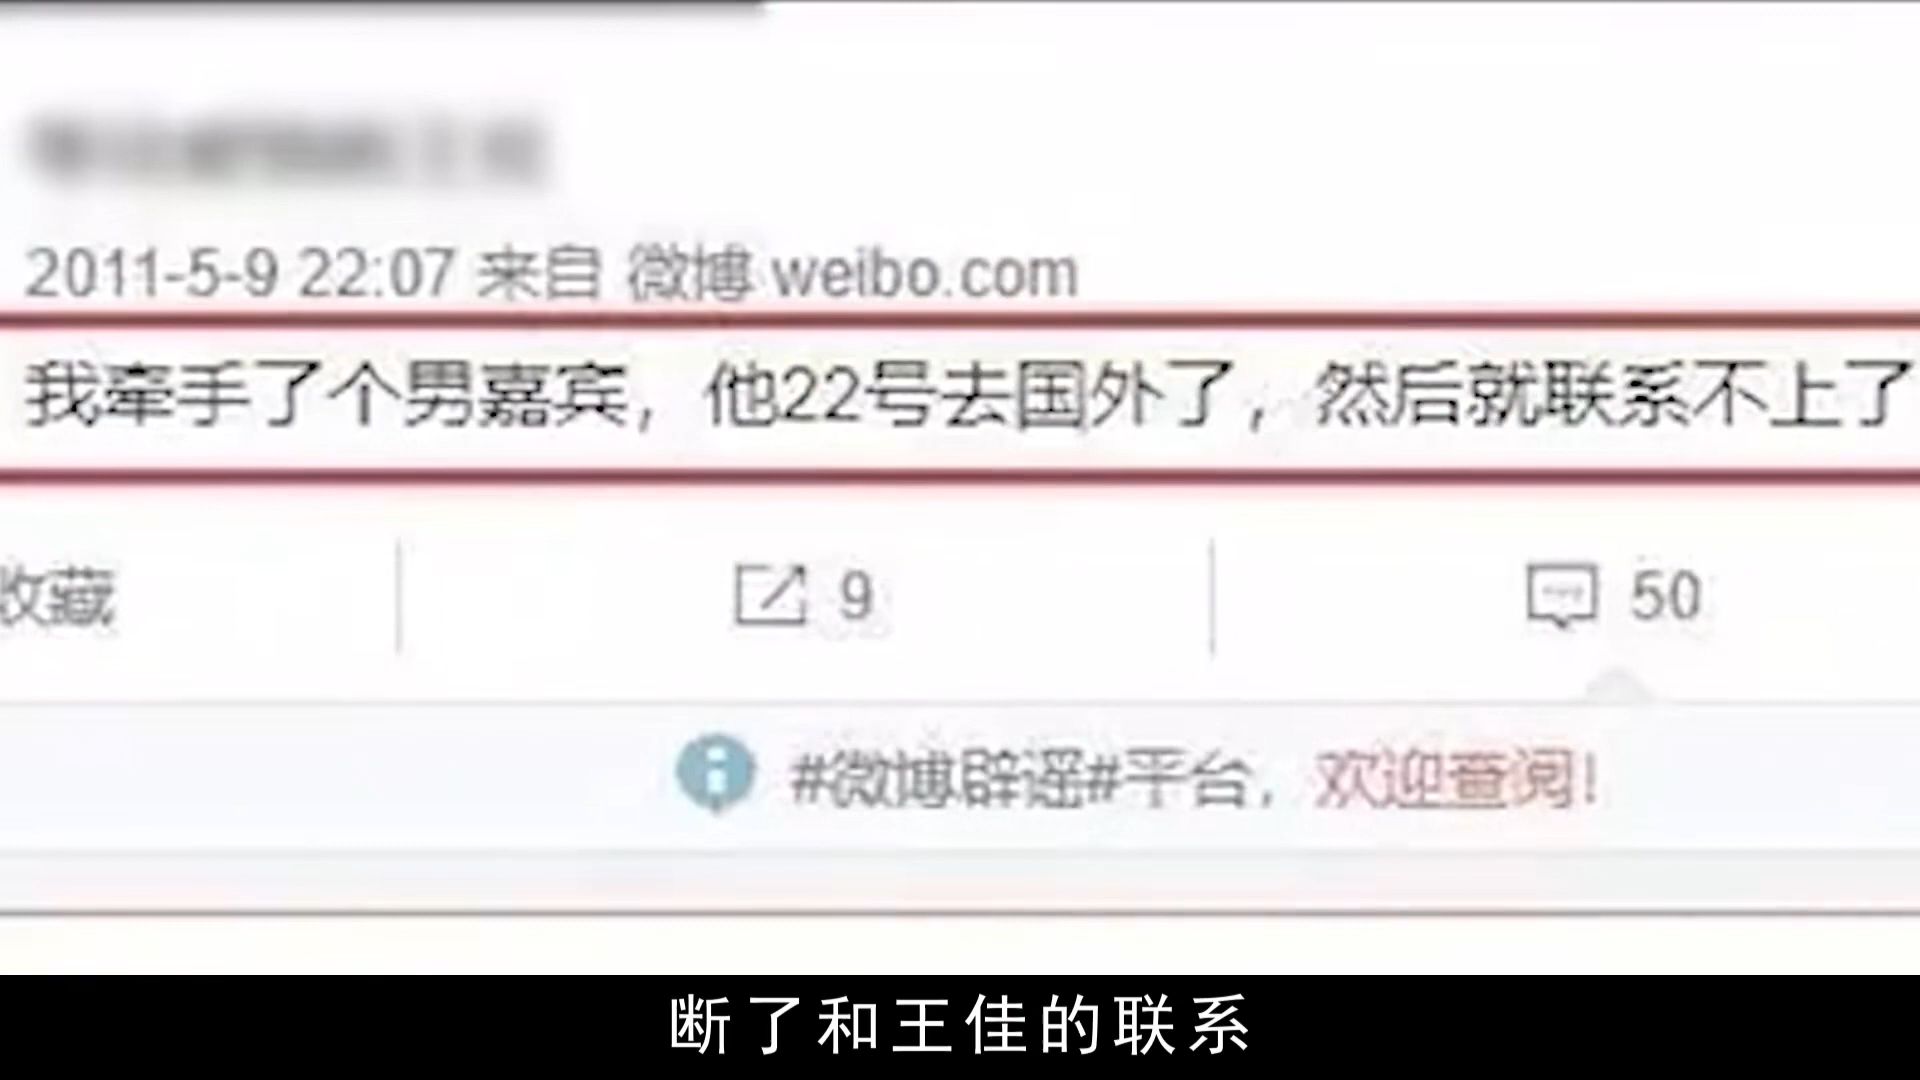 2011-5-9 22:07 来自 微博 weibo.com
我牵手了个男嘉宾，他22号去国外了，然后就联系不上了
收藏 9 50
#微博辟谣#平台，欢迎查阅!
断了和王佳的联系